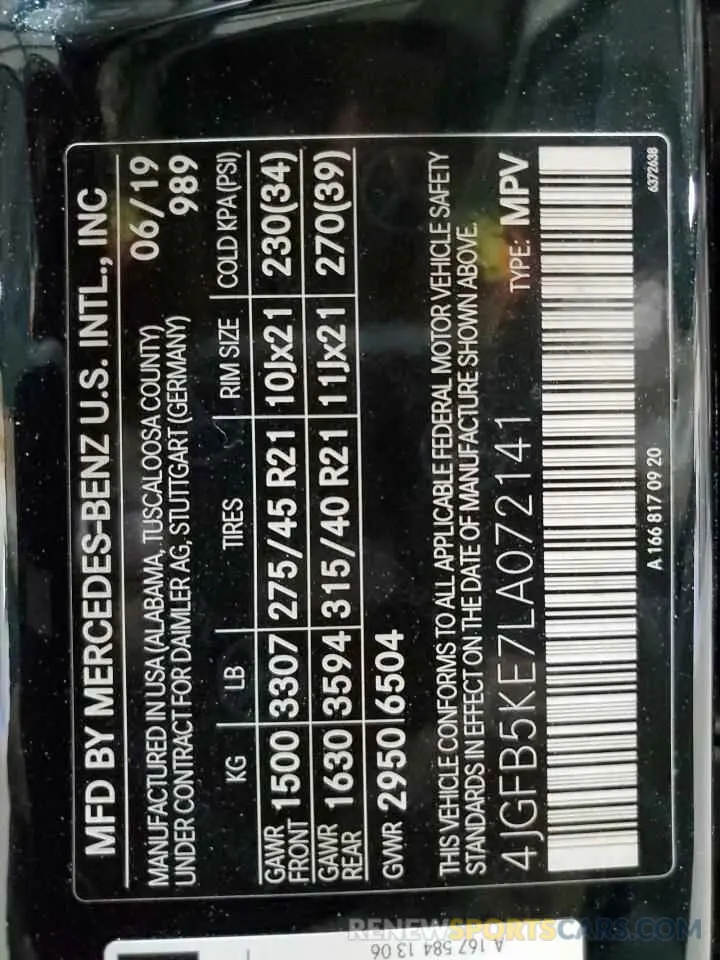 MFD BY MERCEDES-BENZ U.S. INTL., INC
MANUFACTURED IN USA (ALABAMA, TUSCALOOSA COUNTY) 06/19
UNDER CONTRACT FOR DAIMLER AG, STUTTGART (GERMANY) 989
KG LB TIRES RIM SIZE COLD KPA (PSI)
GAWR FRONT 1500 3307 275/45 R21 10Jx21 230(34)
GAWR REAR 1630 3594 315/40 R21 11Jx21 270(39)
GVWR 2950 6504
THIS VEHICLE CONFORMS TO ALL APPLICABLE FEDERAL MOTOR VEHICLE SAFETY
STANDARDS IN EFFECT ON THE DATE OF MANUFACTURE SHOWN ABOVE.
4JGFB5KE7LA072141 TYPE: MPV
A 166 817 09 20 6372638
A 167 584 13 06
RENEWSPORTSCARS.COM